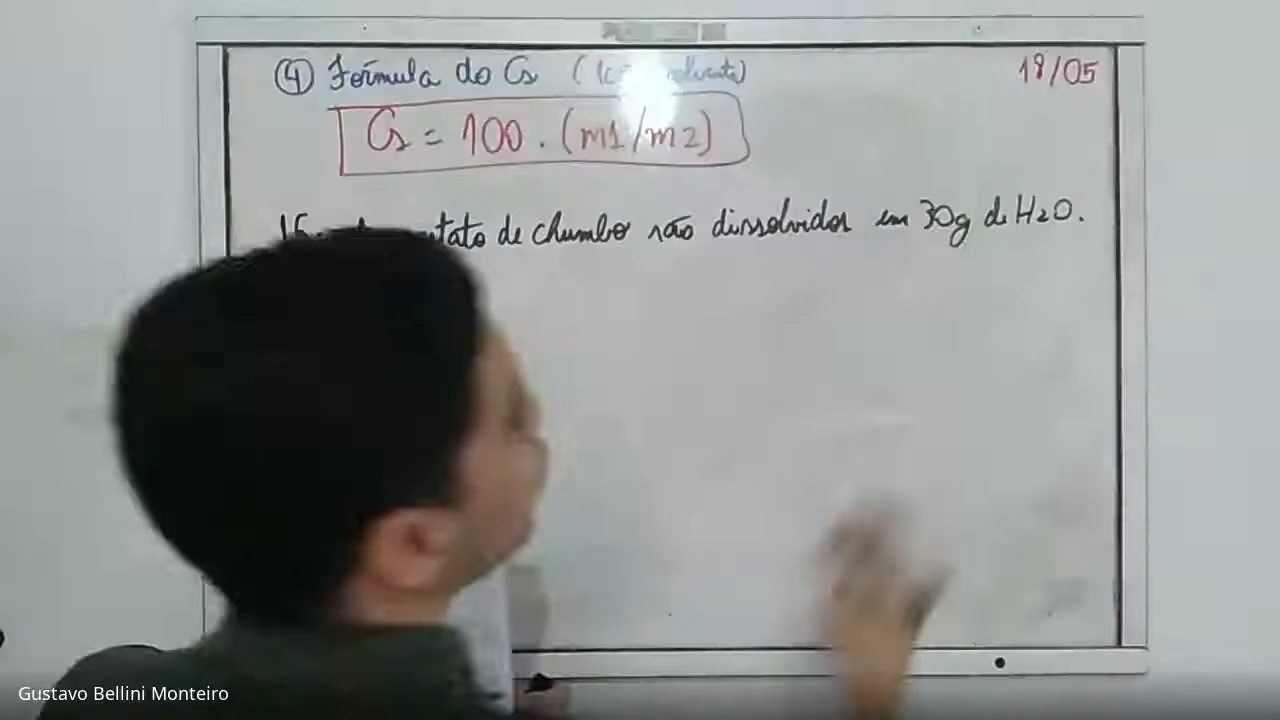 ④ Fórmula do Cs (
18/05
Cs = 100 . (m1/m2)
de chumbo são dissolvidos em 30g de H2O.
Gustavo Bellini Monteiro